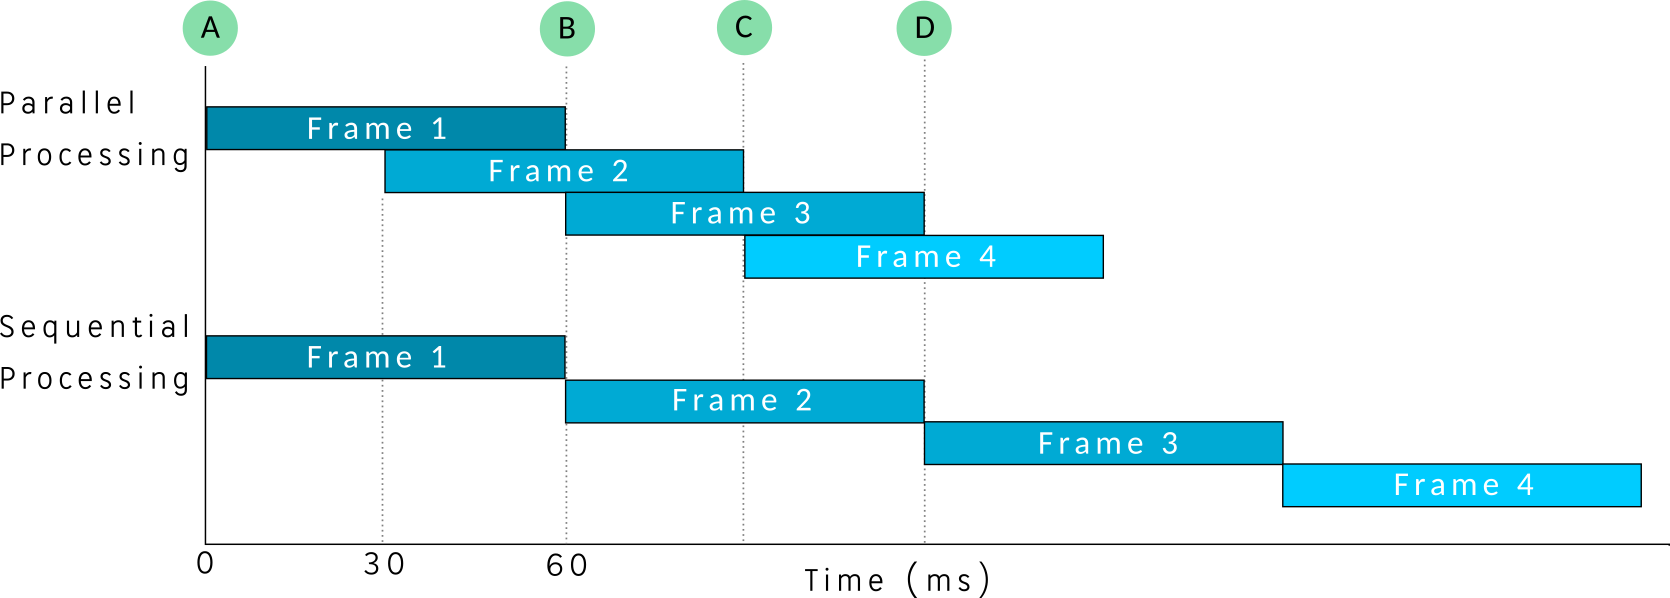 A
B
C
D
Parallel
Processing
Frame 1
Frame 2
Frame 3
Frame 4
Sequential
Processing
Frame 1
Frame 2
Frame 3
Frame 4
0
30
60
Time (ms)